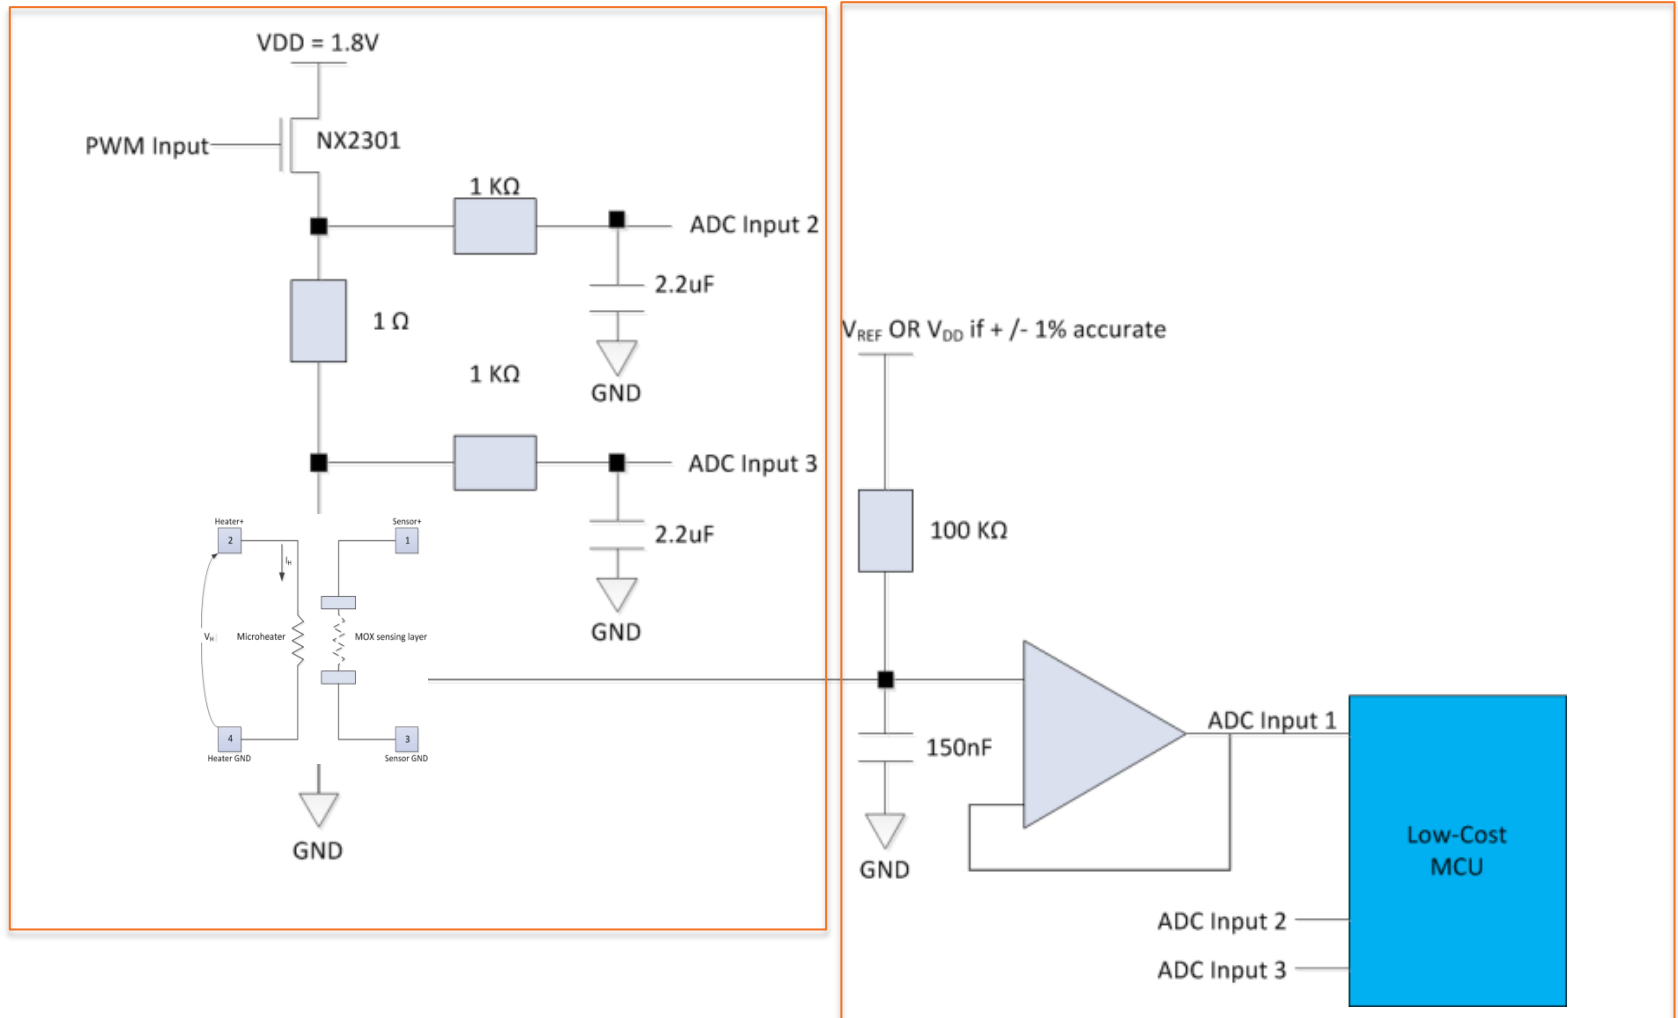 VDD = 1.8V
PWM Input
NX2301
1 KΩ
ADC Input 2
2.2uF
1 Ω
GND
1 KΩ
ADC Input 3
2.2uF
GND
Heater+
2
Sensor+
1
IH
VH
Microheater
MOX sensing layer
4
Heater GND
3
Sensor GND
GND
VREF OR VDD if + /- 1% accurate
100 KΩ
150nF
GND
ADC Input 1
Low-Cost
MCU
ADC Input 2
ADC Input 3